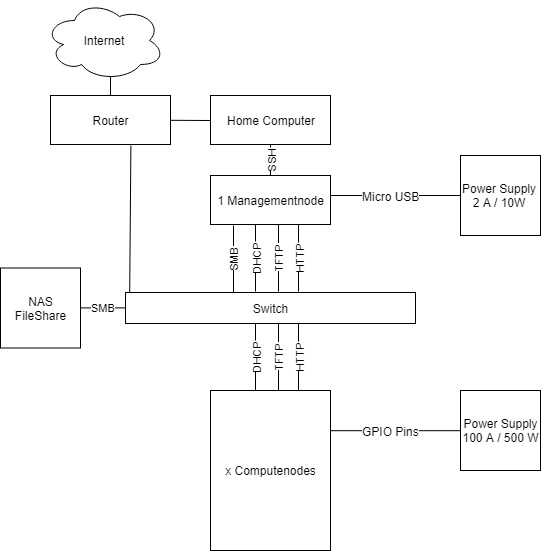 Internet
Router
Home Computer
SSH
1 Managementnode
Micro USB
Power Supply
2 A / 10W
SMB
DHCP
TFTP
HTTP
NAS
FileShare
SMB
Switch
DHCP
TFTP
HTTP
x Computenodes
GPIO Pins
Power Supply
100 A / 500 W